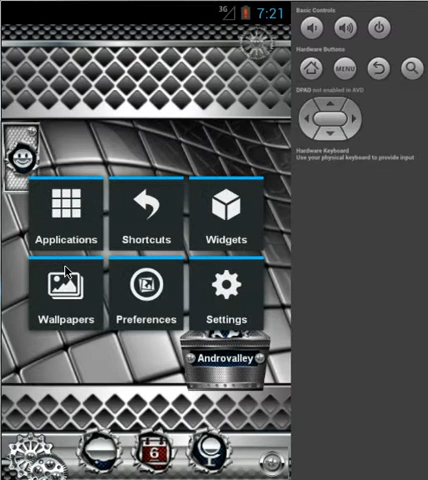 3G 7:21
Basic Controls
Hardware Buttons
MENU
DPAD not enabled in AVD
Hardware Keyboard
Use your physical keyboard to provide input
Applications Shortcuts Widgets
Wallpapers Preferences Settings
Androvalley
6